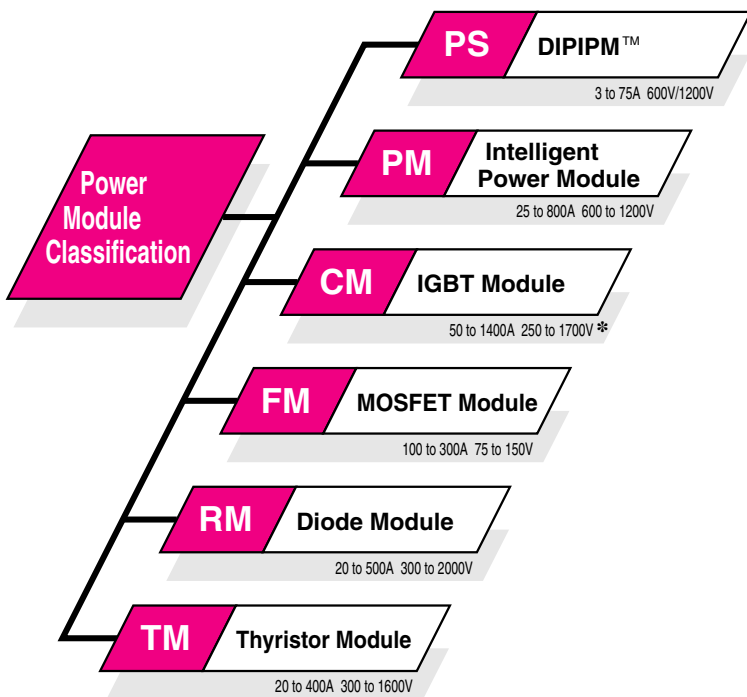 PS DIPIPM™
3 to 75A 600V/1200V
Power
Module
Classification
PM Intelligent
Power Module
25 to 800A 600 to 1200V
CM IGBT Module
50 to 1400A 250 to 1700V ✻
FM MOSFET Module
100 to 300A 75 to 150V
RM Diode Module
20 to 500A 300 to 2000V
TM Thyristor Module
20 to 400A 300 to 1600V